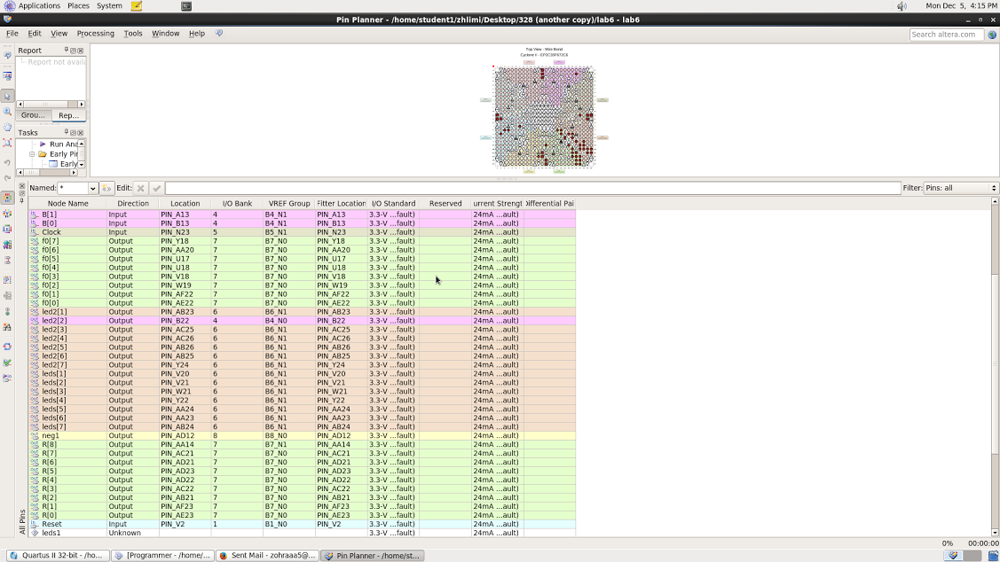 Applications Places System Mon Dec 5, 4:15 PM
Pin Planner - /home/student1/zhlimi/Desktop/328 (another copy)/lab6 - lab6
File Edit View Processing Tools Window Help Search altera.com
Report
Report not availa
Grou... Rep...
Tasks
Run Ana
Early Pi
Early
Top View - Wire Bond
Cyclone II - EP2C35F672C6
Named: * Edit: Filter: Pins: all
Node Name Direction Location I/O Bank VREF Group Fitter Location I/O Standard Reserved urrent Strengt Differential Pai
B[1] Input PIN_A13 4 B4_N1 PIN_A13 3.3-V ...fault) 24mA ...ault)
B[0] Input PIN_B13 4 B4_N1 PIN_B13 3.3-V ...fault) 24mA ...ault)
Clock Input PIN_N23 5 B5_N1 PIN_N23 3.3-V ...fault) 24mA ...ault)
f0[7] Output PIN_Y18 7 B7_N0 PIN_Y18 3.3-V ...fault) 24mA ...ault)
f0[6] Output PIN_AA20 7 B7_N0 PIN_AA20 3.3-V ...fault) 24mA ...ault)
f0[5] Output PIN_U17 7 B7_N0 PIN_U17 3.3-V ...fault) 24mA ...ault)
f0[4] Output PIN_U18 7 B7_N0 PIN_U18 3.3-V ...fault) 24mA ...ault)
f0[3] Output PIN_V18 7 B7_N0 PIN_V18 3.3-V ...fault) 24mA ...ault)
f0[2] Output PIN_W19 7 B7_N0 PIN_W19 3.3-V ...fault) 24mA ...ault)
f0[1] Output PIN_AF22 7 B7_N0 PIN_AF22 3.3-V ...fault) 24mA ...ault)
f0[0] Output PIN_AE22 7 B7_N0 PIN_AE22 3.3-V ...fault) 24mA ...ault)
led2[1] Output PIN_AB23 6 B6_N1 PIN_AB23 3.3-V ...fault) 24mA ...ault)
led2[2] Output PIN_B22 4 B4_N0 PIN_B22 3.3-V ...fault) 24mA ...ault)
led2[3] Output PIN_AC25 6 B6_N1 PIN_AC25 3.3-V ...fault) 24mA ...ault)
led2[4] Output PIN_AC26 6 B6_N1 PIN_AC26 3.3-V ...fault) 24mA ...ault)
led2[5] Output PIN_AB26 6 B6_N1 PIN_AB26 3.3-V ...fault) 24mA ...ault)
led2[6] Output PIN_AB25 6 B6_N1 PIN_AB25 3.3-V ...fault) 24mA ...ault)
led2[7] Output PIN_Y24 6 B6_N1 PIN_Y24 3.3-V ...fault) 24mA ...ault)
leds[1] Output PIN_V20 6 B6_N1 PIN_V20 3.3-V ...fault) 24mA ...ault)
leds[2] Output PIN_V21 6 B6_N1 PIN_V21 3.3-V ...fault) 24mA ...ault)
leds[3] Output PIN_W21 6 B6_N1 PIN_W21 3.3-V ...fault) 24mA ...ault)
leds[4] Output PIN_Y22 6 B6_N1 PIN_Y22 3.3-V ...fault) 24mA ...ault)
leds[5] Output PIN_AA24 6 B6_N1 PIN_AA24 3.3-V ...fault) 24mA ...ault)
leds[6] Output PIN_AA23 6 B6_N1 PIN_AA23 3.3-V ...fault) 24mA ...ault)
leds[7] Output PIN_AB24 6 B6_N1 PIN_AB24 3.3-V ...fault) 24mA ...ault)
neg1 Output PIN_AD12 8 B8_N0 PIN_AD12 3.3-V ...fault) 24mA ...ault)
R[8] Output PIN_AA14 7 B7_N1 PIN_AA14 3.3-V ...fault) 24mA ...ault)
R[7] Output PIN_AC21 7 B7_N0 PIN_AC21 3.3-V ...fault) 24mA ...ault)
R[6] Output PIN_AD21 7 B7_N0 PIN_AD21 3.3-V ...fault) 24mA ...ault)
R[5] Output PIN_AD23 7 B7_N0 PIN_AD23 3.3-V ...fault) 24mA ...ault)
R[4] Output PIN_AD22 7 B7_N0 PIN_AD22 3.3-V ...fault) 24mA ...ault)
R[3] Output PIN_AC22 7 B7_N0 PIN_AC22 3.3-V ...fault) 24mA ...ault)
R[2] Output PIN_AB21 7 B7_N0 PIN_AB21 3.3-V ...fault) 24mA ...ault)
R[1] Output PIN_AF23 7 B7_N0 PIN_AF23 3.3-V ...fault) 24mA ...ault)
R[0] Output PIN_AE23 7 B7_N0 PIN_AE23 3.3-V ...fault) 24mA ...ault)
Reset Input PIN_V2 1 B1_N0 PIN_V2 3.3-V ...fault) 24mA ...ault)
leds1 Unknown 3.3-V ...fault) 24mA ...ault)
All Pins
0% 00:00:00
Quartus II 32-bit - /ho... [Programmer - /home/... Sent Mail - zohraaa5@... Pin Planner - /home/st...